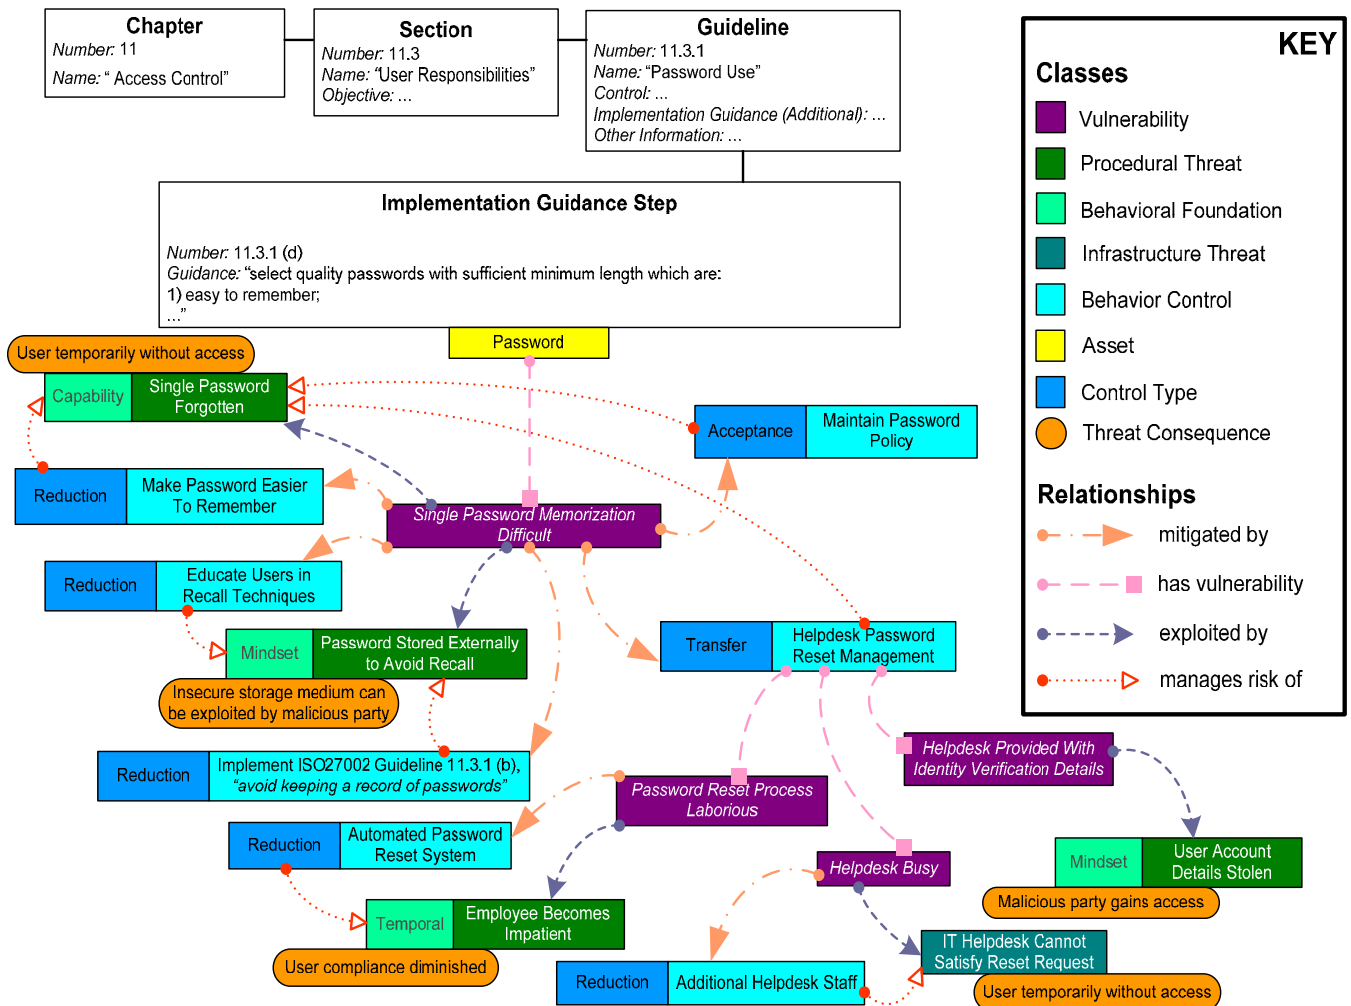 Chapter
Number: 11
Name: “ Access Control”
Section
Number: 11.3
Name: “User Responsibilities”
Objective: ...
Guideline
Number: 11.3.1
Name: “Password Use”
Control: ...
Implementation Guidance (Additional): ...
Other Information: ...
Implementation Guidance Step
Number: 11.3.1 (d)
Guidance: “select quality passwords with sufficient minimum length which are:
1) easy to remember;
...”
Password
User temporarily without access
Capability
Single Password
Forgotten
Acceptance
Maintain Password
Policy
Reduction
Make Password Easier
To Remember
Single Password Memorization
Difficult
Reduction
Educate Users in
Recall Techniques
Mindset
Password Stored Externally
to Avoid Recall
Insecure storage medium can
be exploited by malicious party
Transfer
Helpdesk Password
Reset Management
Reduction
Implement ISO27002 Guideline 11.3.1 (b),
“avoid keeping a record of passwords”
Helpdesk Provided With
Identity Verification Details
Password Reset Process
Laborious
Reduction
Automated Password
Reset System
Helpdesk Busy
Mindset
User Account
Details Stolen
Malicious party gains access
Temporal
Employee Becomes
Impatient
User compliance diminished
IT Helpdesk Cannot
Satisfy Reset Request
User temporarily without access
Reduction
Additional Helpdesk Staff
KEY
Classes
Vulnerability
Procedural Threat
Behavioral Foundation
Infrastructure Threat
Behavior Control
Asset
Control Type
Threat Consequence
Relationships
mitigated by
has vulnerability
exploited by
manages risk of